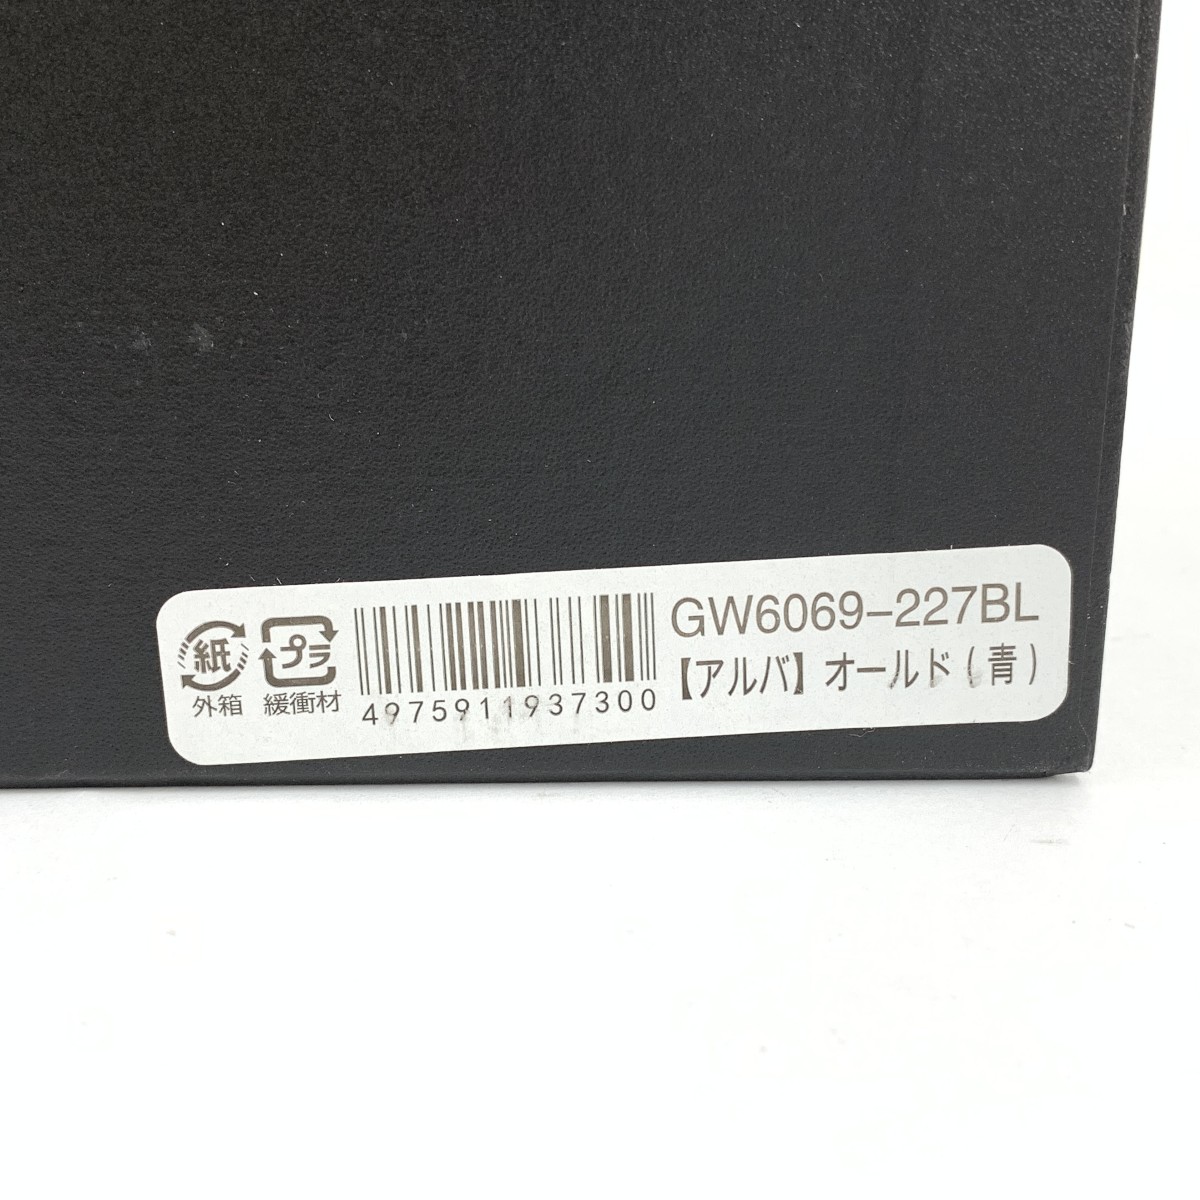 紙 プラ
外箱 緩衝材
4975911937300
GW6069-227BL
【アルバ】オールド(青)